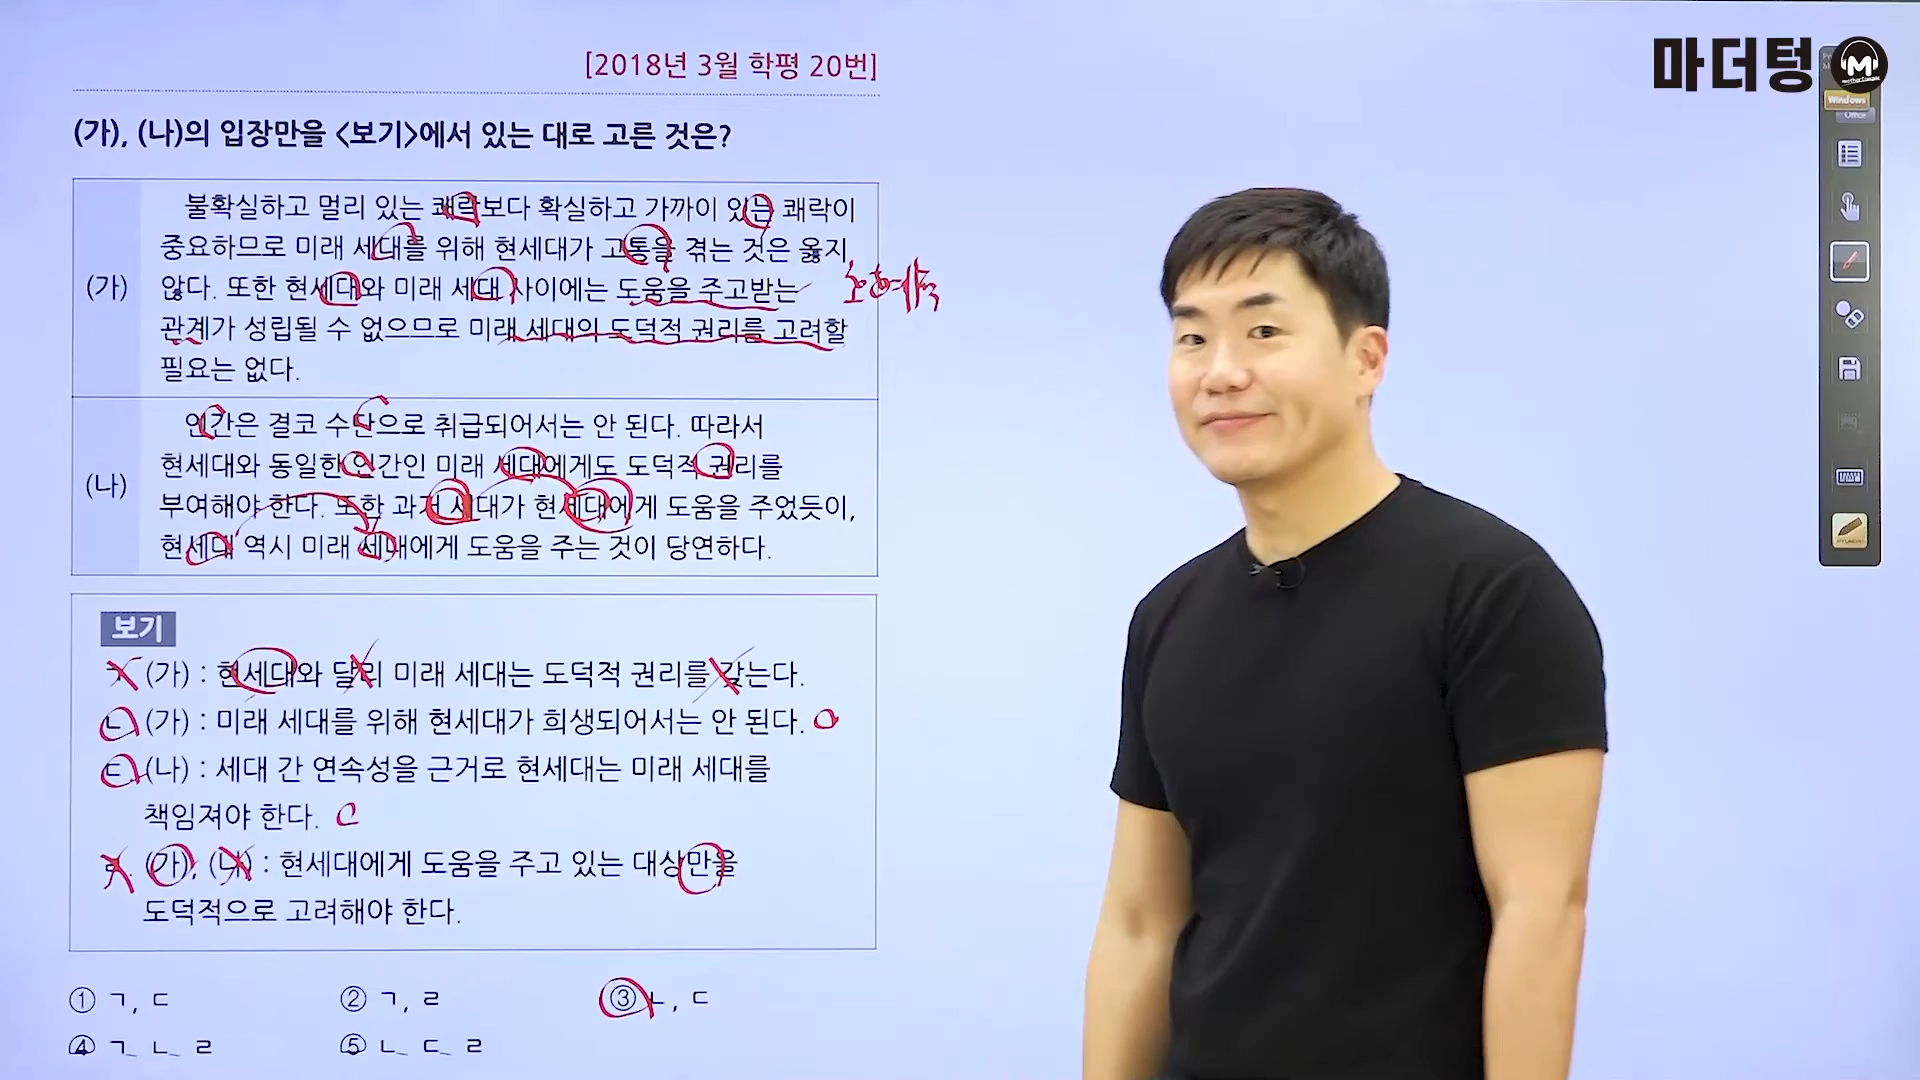 마더텅
[2018년 3월 학평 20번]
Windows
Office
(가), (나)의 입장만을 <보기>에서 있는 대로 고른 것은?
불확실하고 멀리 있는 쾌락보다 확실하고 가까이 있는 쾌락이
중요하므로 미래 세대를 위해 현세대가 고통을 겪는 것은 옳지
(가) 않다. 또한 현세대와 미래 세대 사이에는 도움을 주고받는
관계가 성립될 수 없으므로 미래 세대의 도덕적 권리를 고려할
필요는 없다.
인간은 결코 수단으로 취급되어서는 안 된다. 따라서
현세대와 동일한 인간인 미래 세대에게도 도덕적 권리를
(나) 부여해야 한다. 또한 과거 세대가 현세대에게 도움을 주었듯이,
현세대 역시 미래 세대에게 도움을 주는 것이 당연하다.
보기
ㄱ. (가) : 현세대와 달리 미래 세대는 도덕적 권리를 갖는다.
ㄴ. (가) : 미래 세대를 위해 현세대가 희생되어서는 안 된다.
ㄷ. (나) : 세대 간 연속성을 근거로 현세대는 미래 세대를
책임져야 한다.
ㄹ. (가), (나) : 현세대에게 도움을 주고 있는 대상만을
도덕적으로 고려해야 한다.
① ㄱ, ㄷ ② ㄱ, ㄹ ③ ㄴ, ㄷ
④ ㄱ, ㄴ, ㄹ ⑤ ㄴ, ㄷ, ㄹ